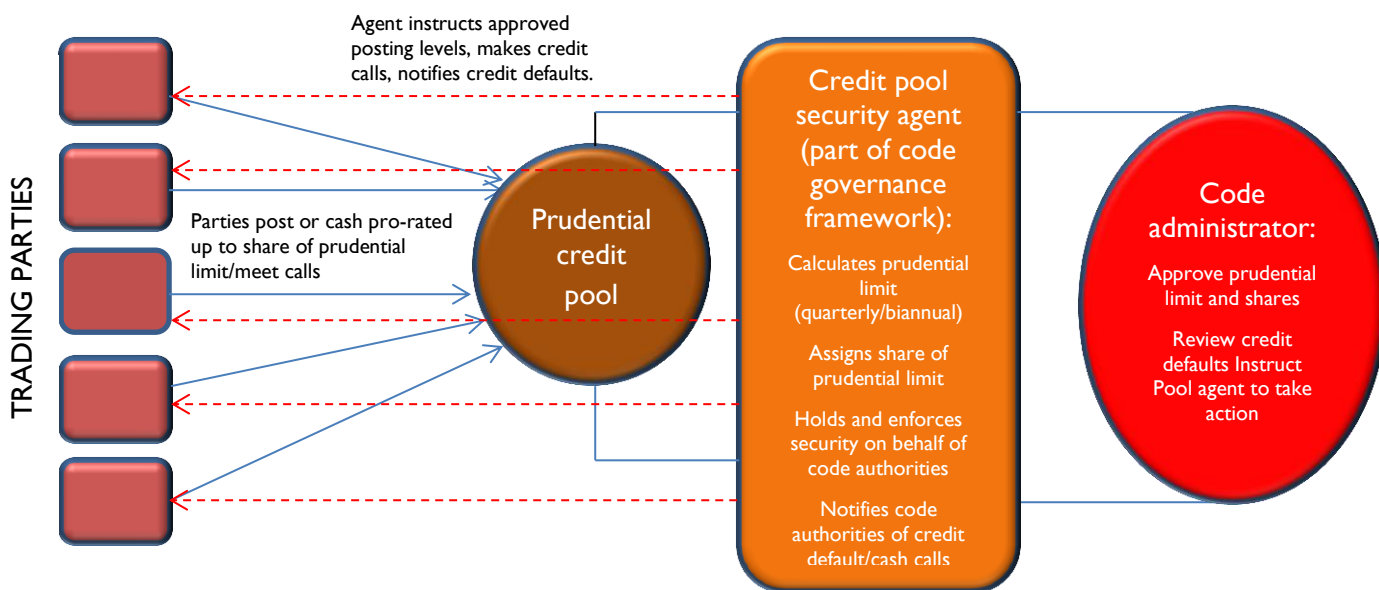 Agent instructs approved
posting levels, makes credit
calls, notifies credit defaults.
TRADING PARTIES
Parties post or cash pro-rated
up to share of prudential
limit/meet calls
Prudential
credit
pool
Credit pool
security agent
(part of code
governance
framework):
Calculates prudential
limit
(quarterly/biannual)
Assigns share of
prudential limit
Holds and enforces
security on behalf of
code authorities
Notifies code
authorities of credit
default/cash calls
Code
administrator:
Approve prudential
limit and shares
Review credit
defaults Instruct
Pool agent to take
action